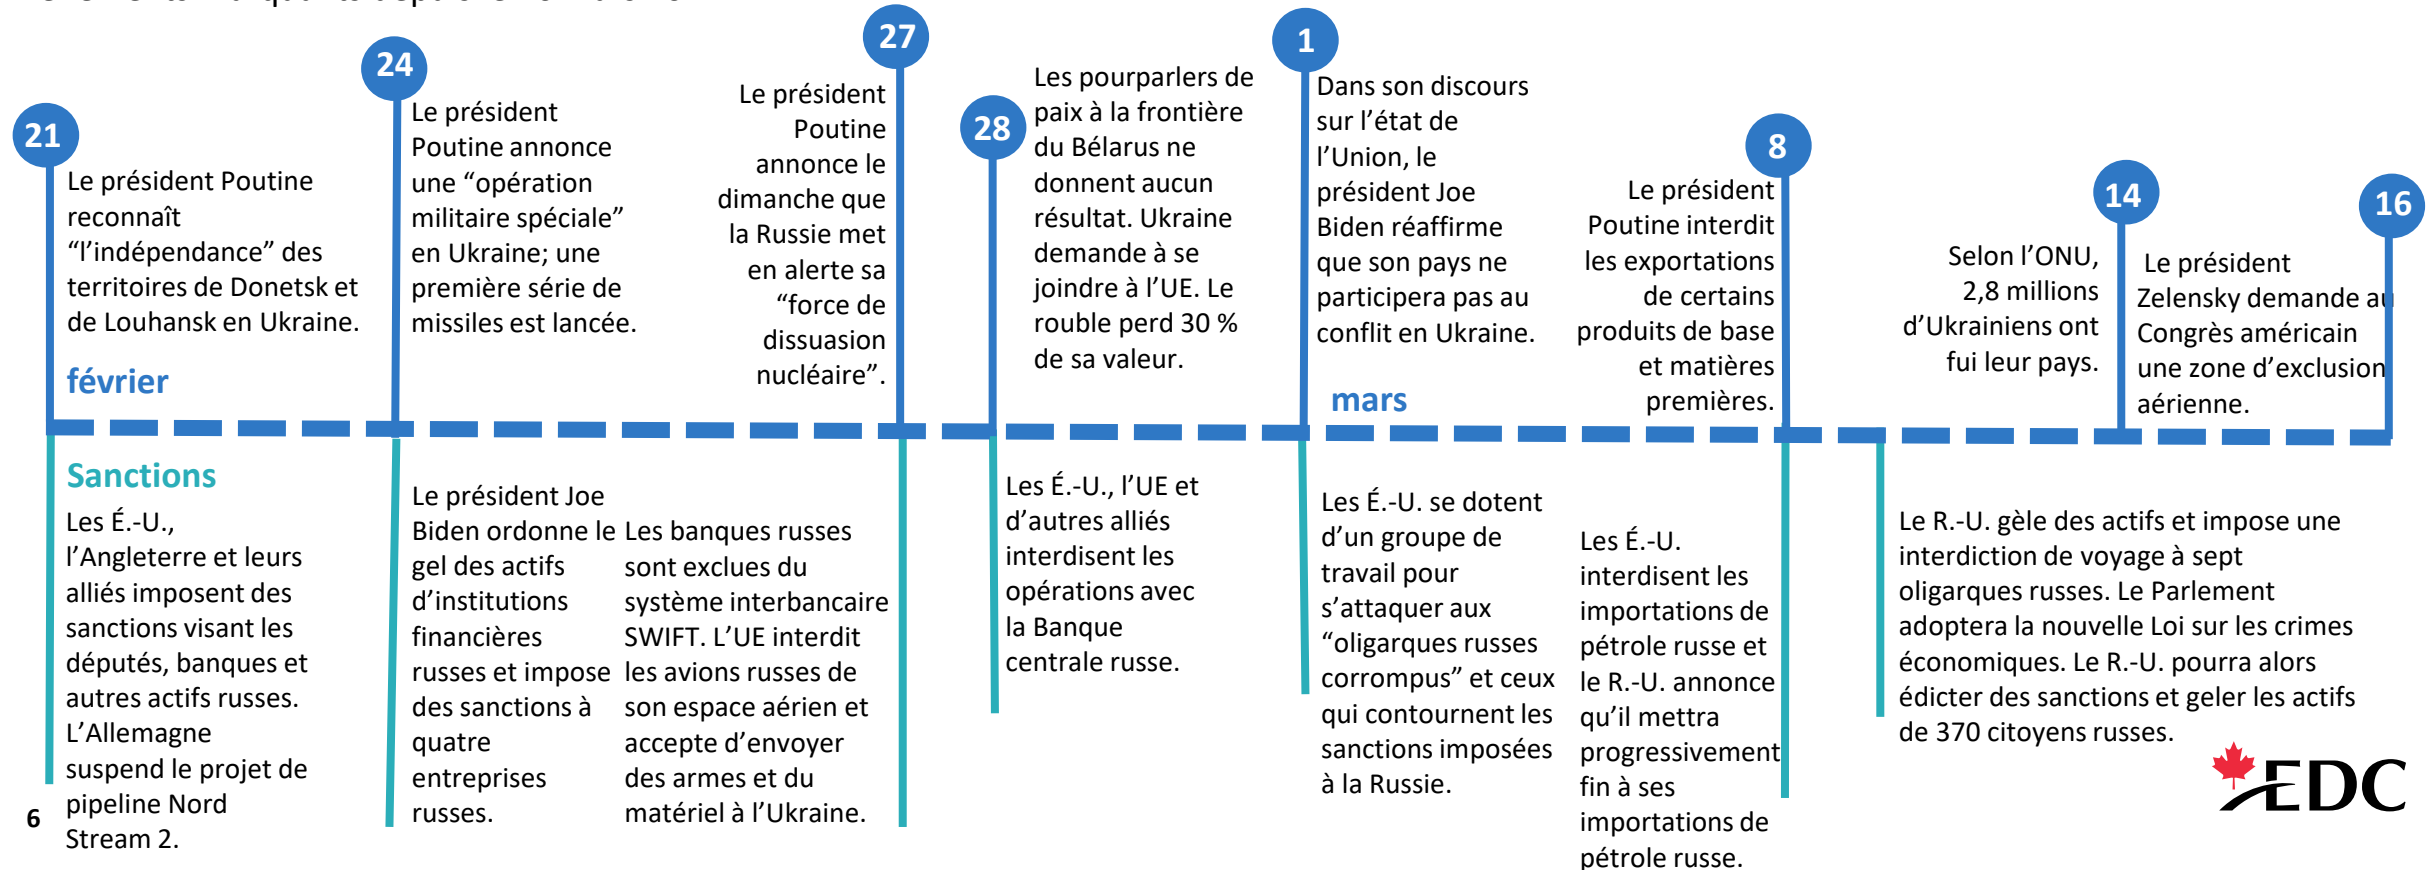 21
Le président Poutine
reconnaît
“l’indépendance” des
territoires de Donetsk et
de Louhansk en Ukraine.
février
24
Le président
Poutine annonce
une “opération
militaire spéciale”
en Ukraine; une
première série de
missiles est lancée.
27
Le président
Poutine
annonce le
dimanche que
la Russie met
en alerte sa
“force de
dissuasion
nucléaire”.
28
Les pourparlers de
paix à la frontière
du Bélarus ne
donnent aucun
résultat. Ukraine
demande à se
joindre à l’UE. Le
rouble perd 30 %
de sa valeur.
1
Dans son discours
sur l’état de
l’Union, le
président Joe
Biden réaffirme
que son pays ne
participera pas au
conflit en Ukraine.
mars
8
Le président
Poutine interdit
les exportations
de certains
produits de base
et matières
premières.
14
Selon l’ONU,
2,8 millions
d’Ukrainiens ont
fui leur pays.
16
Le président
Zelensky demande au
Congrès américain
une zone d’exclusion
aérienne.
Sanctions
Les É.-U.,
l’Angleterre et leurs
alliés imposent des
sanctions visant les
députés, banques et
autres actifs russes.
L’Allemagne
suspend le projet de
pipeline Nord
Stream 2.
Le président Joe
Biden ordonne le
gel des actifs
d’institutions
financières
russes et impose
des sanctions à
quatre
entreprises
russes.
Les banques russes
sont exclues du
système interbancaire
SWIFT. L’UE interdit
les avions russes de
son espace aérien et
accepte d’envoyer
des armes et du
matériel à l’Ukraine.
Les É.-U., l’UE et
d’autres alliés
interdisent les
opérations avec
la Banque
centrale russe.
Les É.-U. se dotent
d’un groupe de
travail pour
s’attaquer aux
“oligarques russes
corrompus” et ceux
qui contournent les
sanctions imposées
à la Russie.
Les É.-U.
interdisent les
importations de
pétrole russe et
le R.-U. annonce
qu’il mettra
progressivement
fin à ses
importations de
pétrole russe.
Le R.-U. gèle des actifs et impose une
interdiction de voyage à sept
oligarques russes. Le Parlement
adoptera la nouvelle Loi sur les crimes
économiques. Le R.-U. pourra alors
édicter des sanctions et geler les actifs
de 370 citoyens russes.
6
EDC